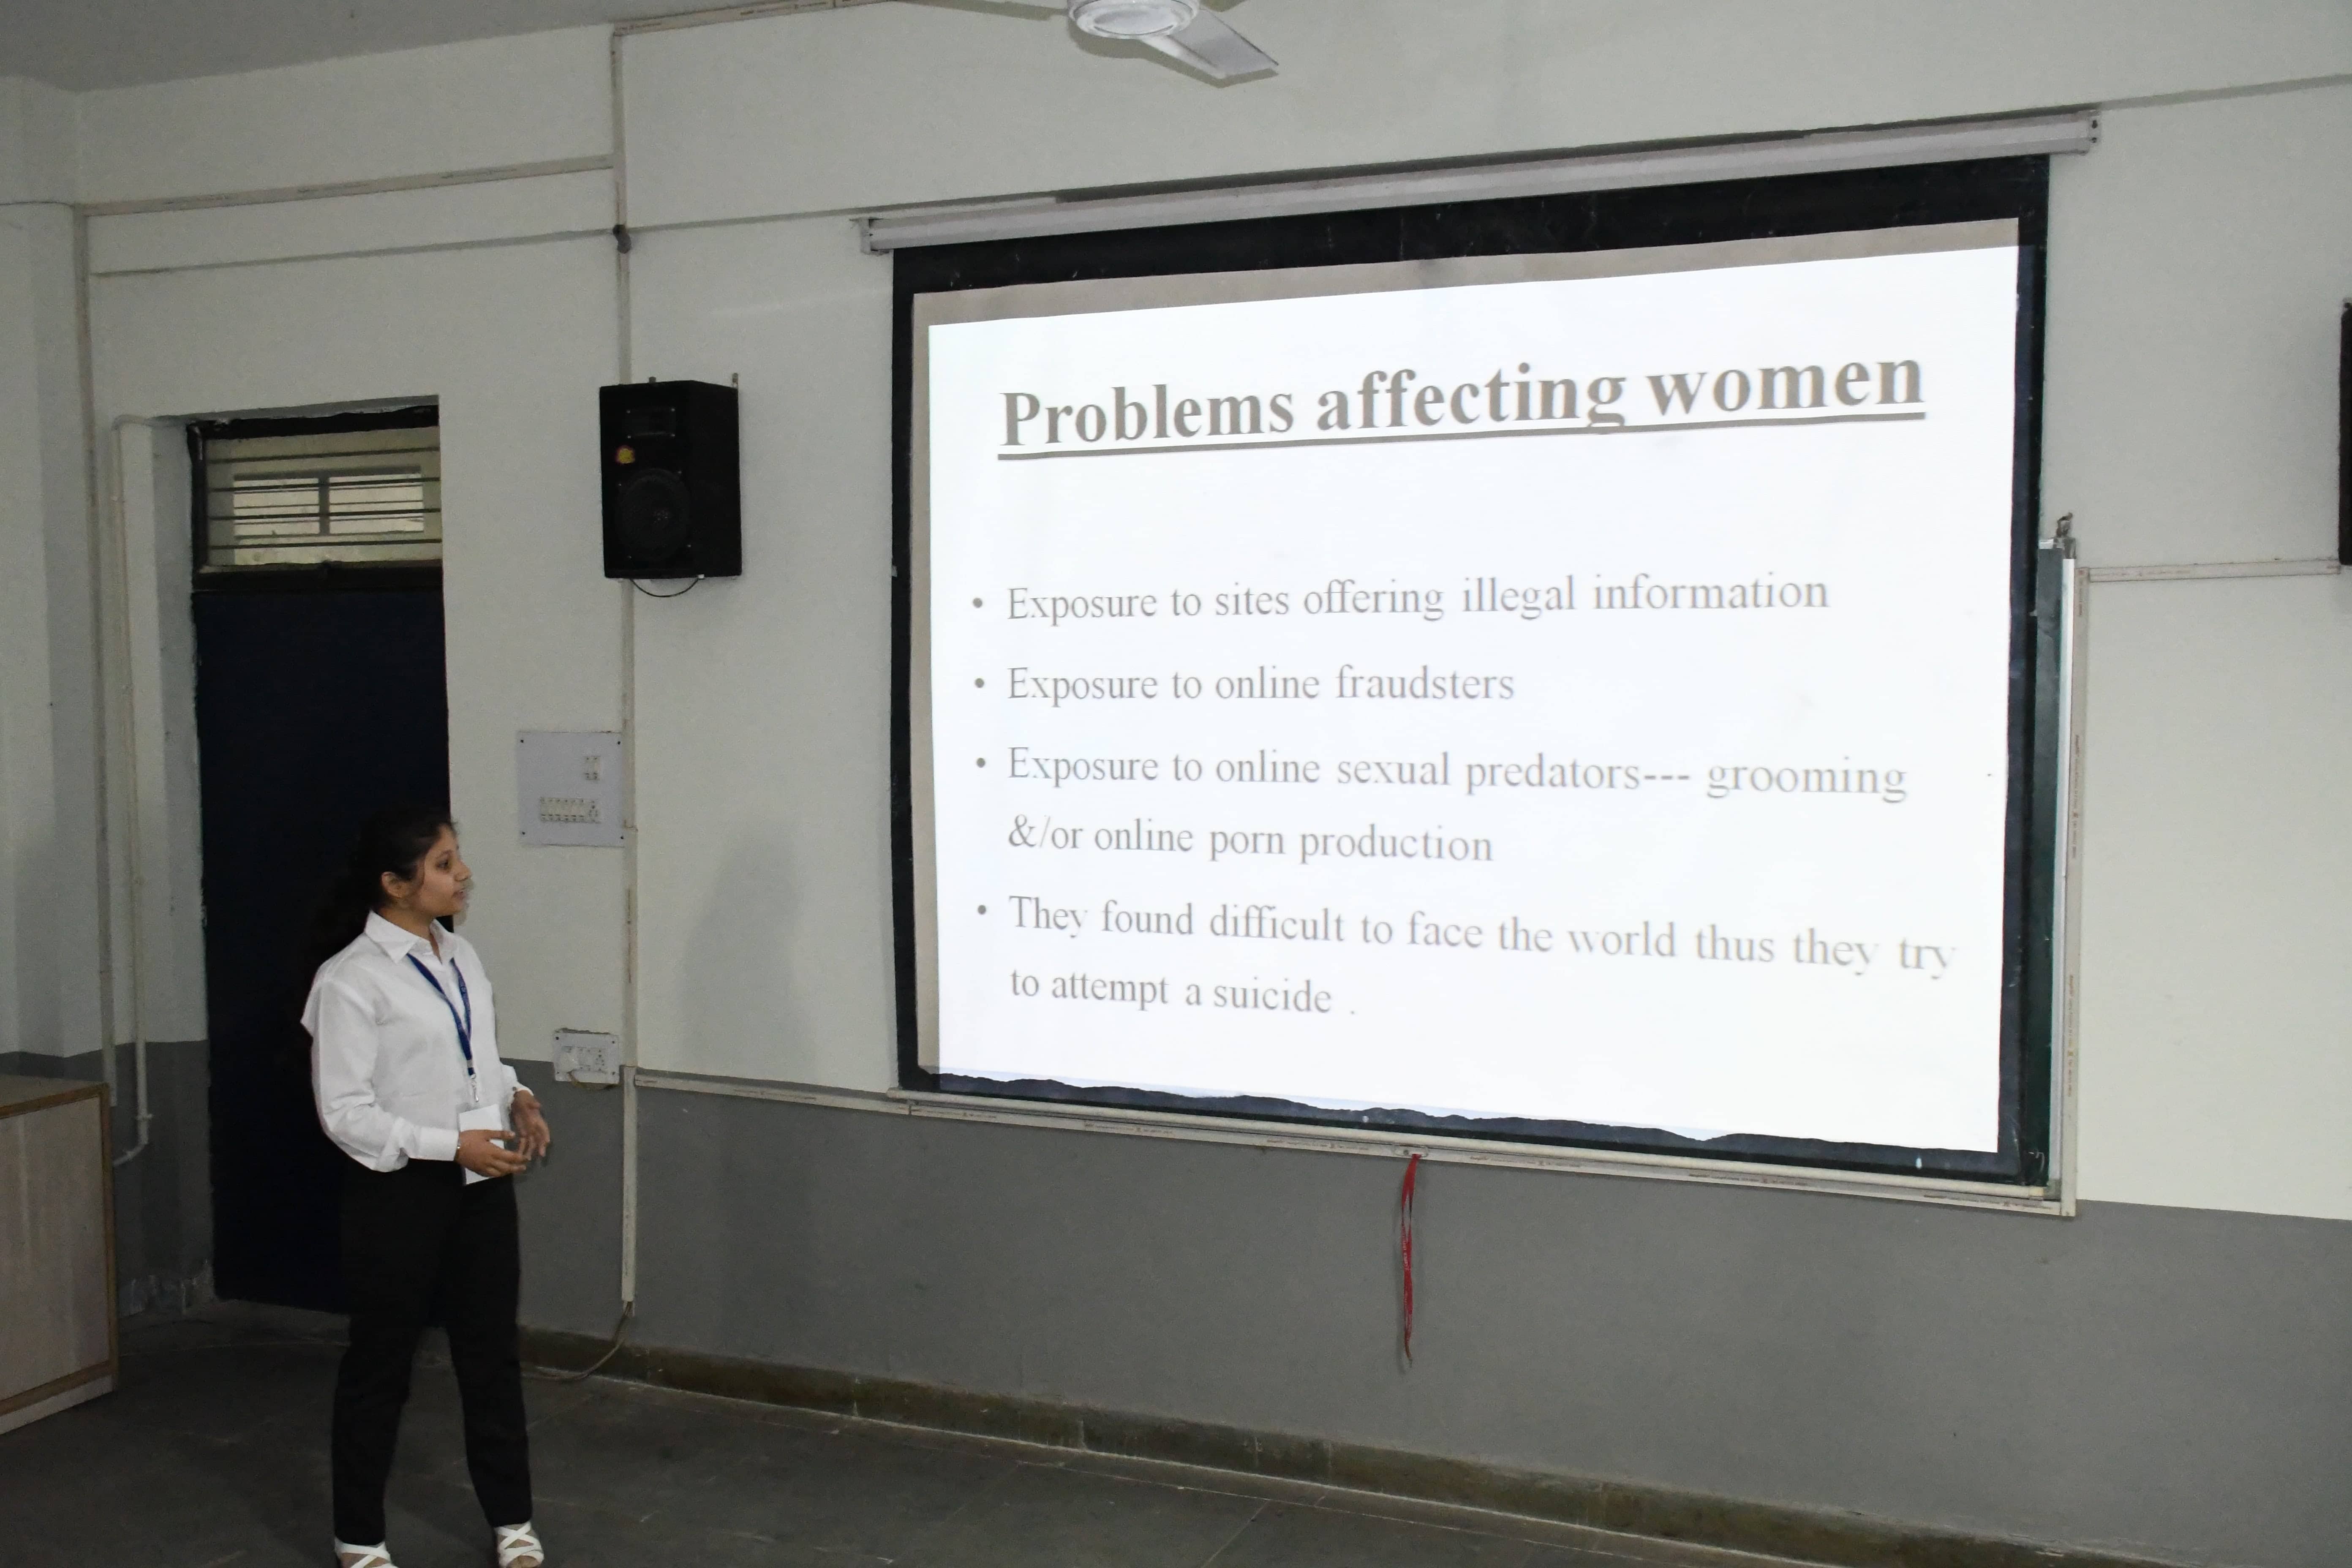 Problems affecting women
• Exposure to sites offering illegal information
• Exposure to online fraudsters
• Exposure to online sexual predators--- grooming
&/or online porn production
• They found difficult to face the world thus they try
to attempt a suicide .